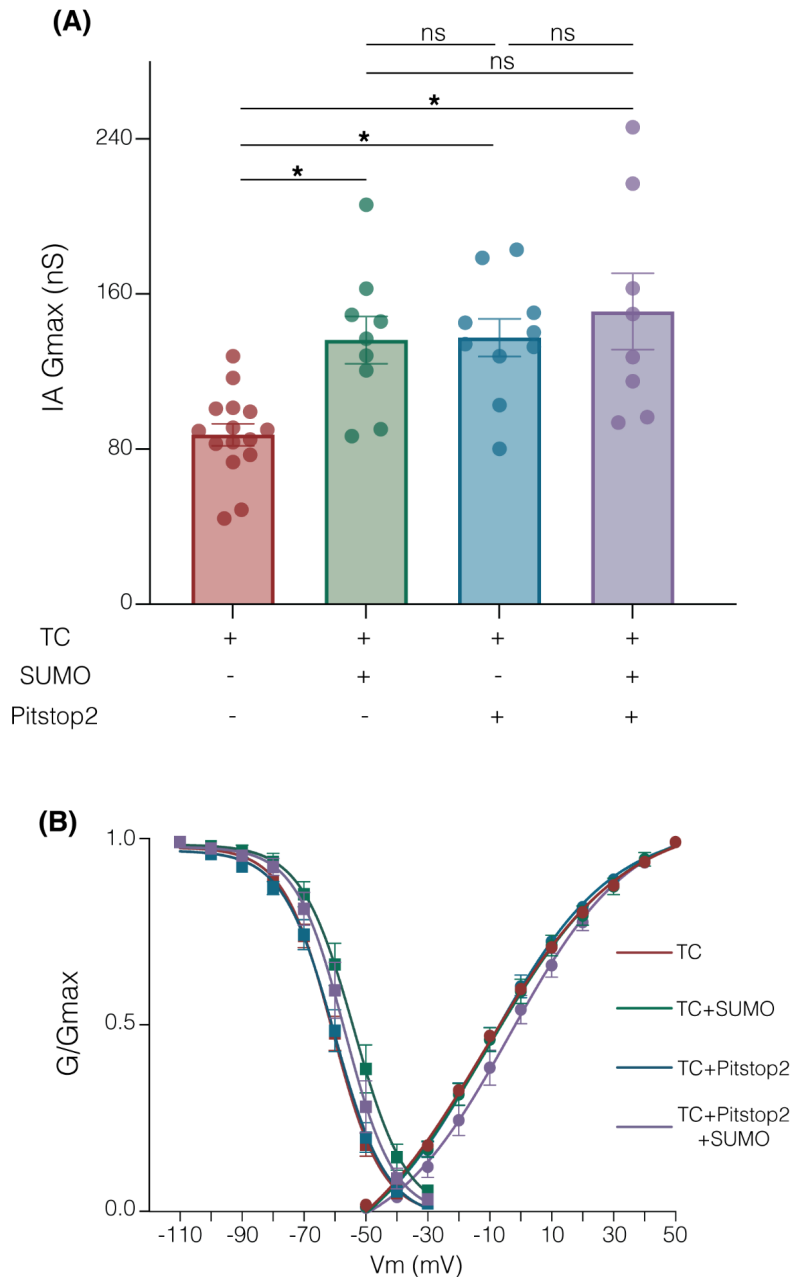 (A)
ns ns
ns
*
*
*
240
160
80
0
IA Gmax (nS)
TC + + + +
SUMO - + - +
Pitstop2 - - + +
(B)
1.0
0.5
0.0
G/Gmax
-110 -90 -70 -50 -30 -10 10 30 50
Vm (mV)
TC
TC+SUMO
TC+Pitstop2
TC+Pitstop2
+SUMO